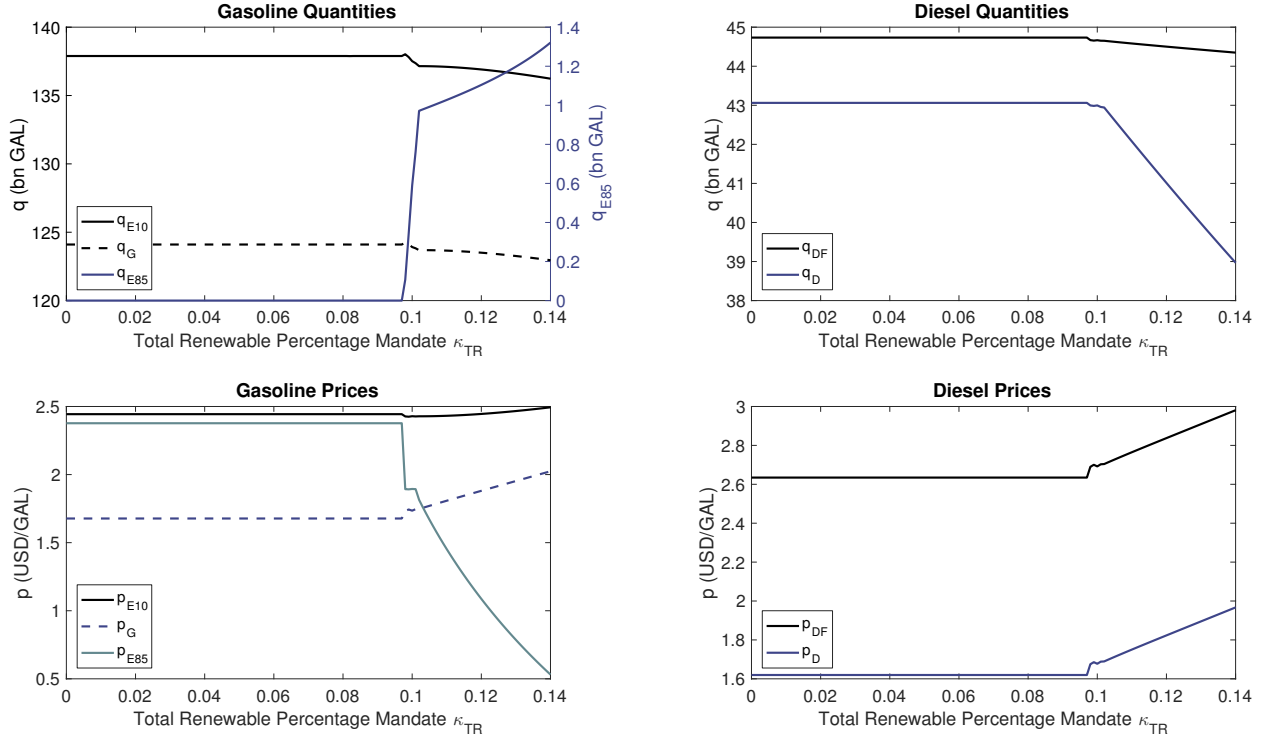 Gasoline Quantities
140
135
130
125
120
q (bn GAL)
1.4
1.2
1
0.8
0.6
0.4
0.2
0
q_E85 (bn GAL)
q_E10
q_G
q_E85
0 0.02 0.04 0.06 0.08 0.1 0.12 0.14
Total Renewable Percentage Mandate κ_TR
Diesel Quantities
45
44
43
42
41
40
39
38
q (bn GAL)
q_DF
q_D
0 0.02 0.04 0.06 0.08 0.1 0.12 0.14
Total Renewable Percentage Mandate κ_TR
Gasoline Prices
2.5
2
1.5
1
0.5
p (USD/GAL)
p_E10
p_G
p_E85
0 0.02 0.04 0.06 0.08 0.1 0.12 0.14
Total Renewable Percentage Mandate κ_TR
Diesel Prices
3
2.8
2.6
2.4
2.2
2
1.8
1.6
p (USD/GAL)
p_DF
p_D
0 0.02 0.04 0.06 0.08 0.1 0.12 0.14
Total Renewable Percentage Mandate κ_TR